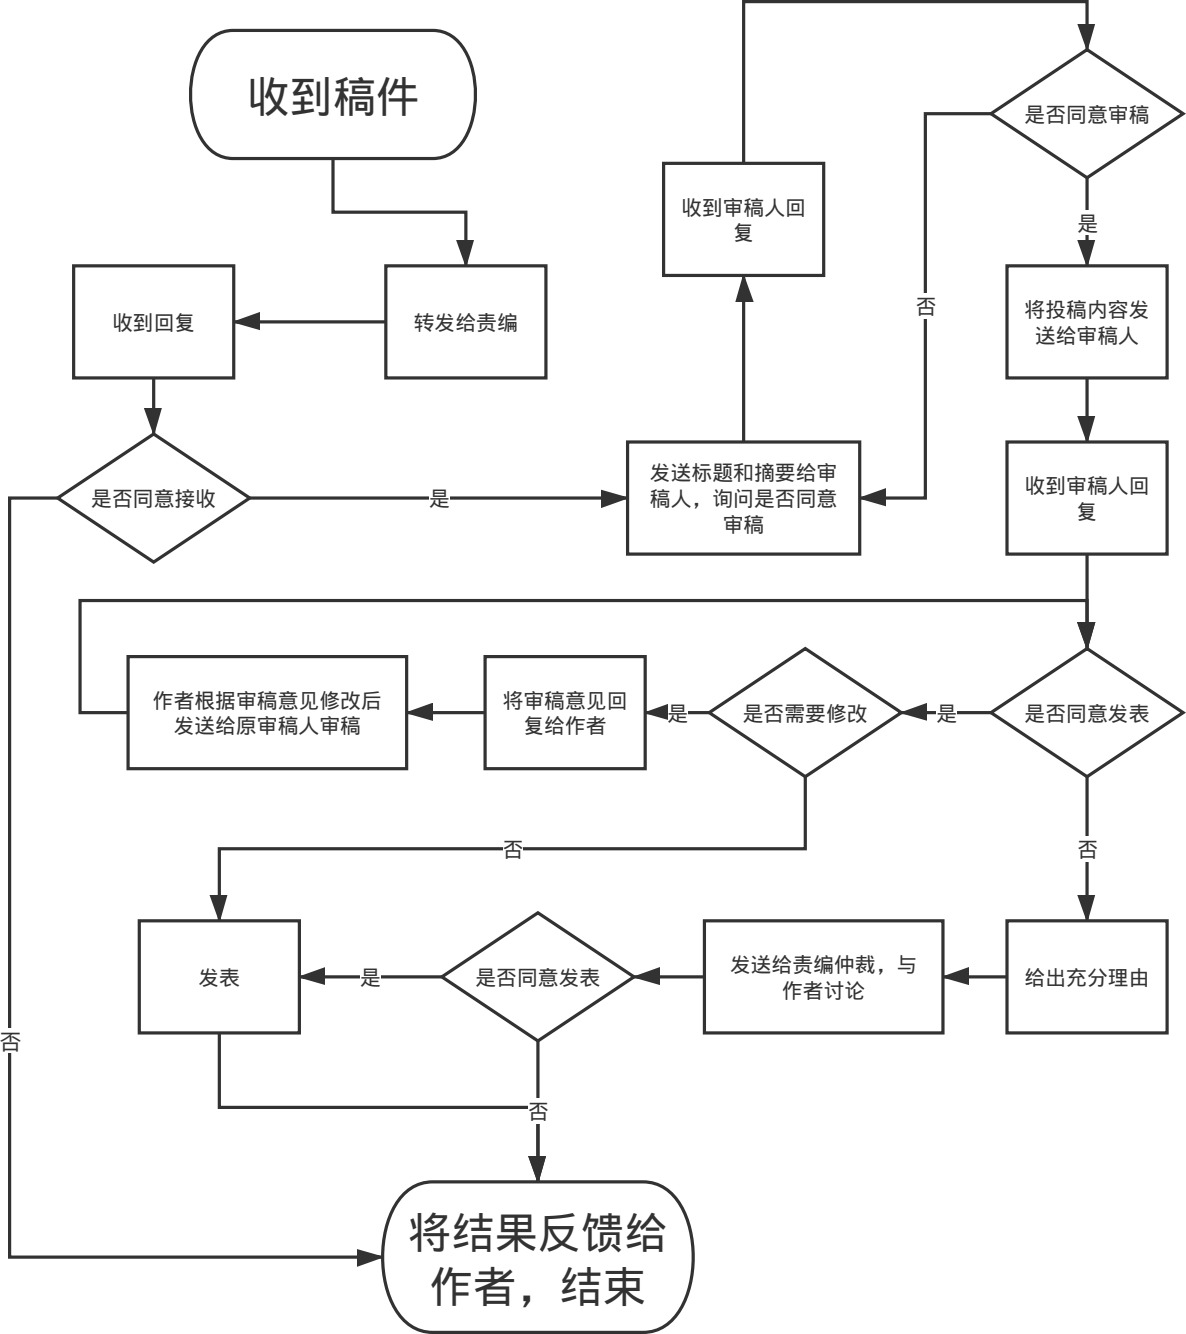 收到稿件
是否同意审稿
收到审稿人回
复
是
将投稿内容发
送给审稿人
否
收到回复
转发给责编
是否同意接收
是
发送标题和摘要给审
稿人，询问是否同意
审稿
收到审稿人回
复
作者根据审稿意见修改后
发送给原审稿人审稿
将审稿意见回
复给作者
是
是否需要修改
是
是否同意发表
否
否
发表
是
是否同意发表
发送给责编仲裁，与
作者讨论
给出充分理由
否
否
将结果反馈给
作者，结束